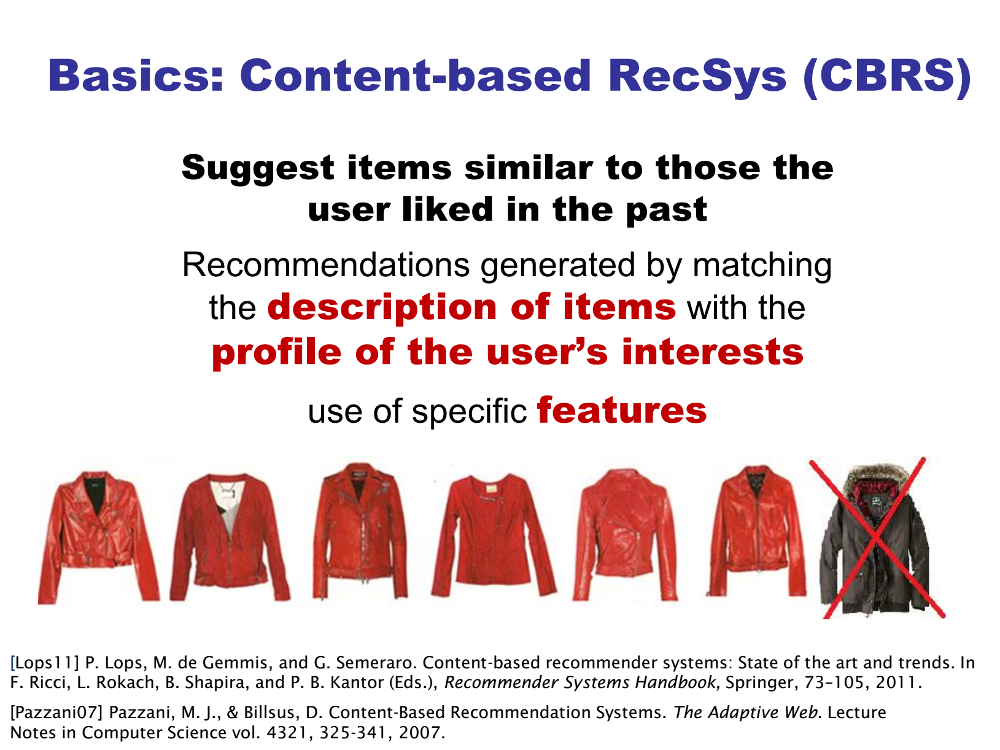 Basics: Content-based RecSys (CBRS)
Suggest items similar to those the
user liked in the past
Recommendations generated by matching
the description of items with the
profile of the user’s interests
use of specific features
[Lops11] P. Lops, M. de Gemmis, and G. Semeraro. Content-based recommender systems: State of the art and trends. In
F. Ricci, L. Rokach, B. Shapira, and P. B. Kantor (Eds.), Recommender Systems Handbook, Springer, 73–105, 2011.
[Pazzani07] Pazzani, M. J., & Billsus, D. Content-Based Recommendation Systems. The Adaptive Web. Lecture
Notes in Computer Science vol. 4321, 325-341, 2007.